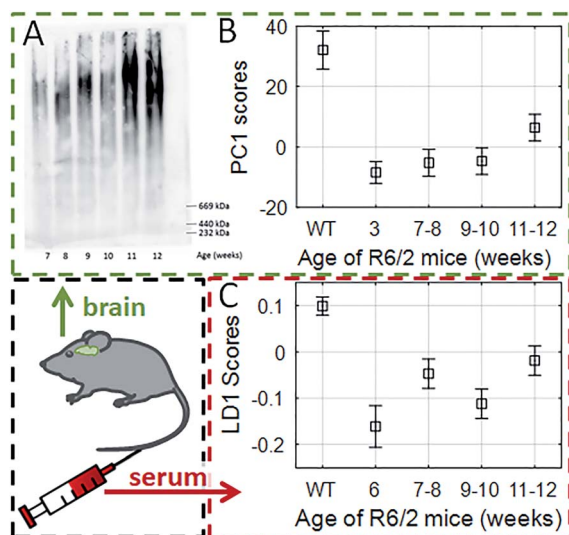 A
669 kDa
440 kDa
232 kDa
7 8 9 10 11 12 Age (weeks)
B
PC1 scores
40
20
0
-20
WT 3 7-8 9-10 11-12
Age of R6/2 mice (weeks)
brain
serum
C
LD1 Scores
0.1
0
-0.1
-0.2
WT 6 7-8 9-10 11-12
Age of R6/2 mice (weeks)